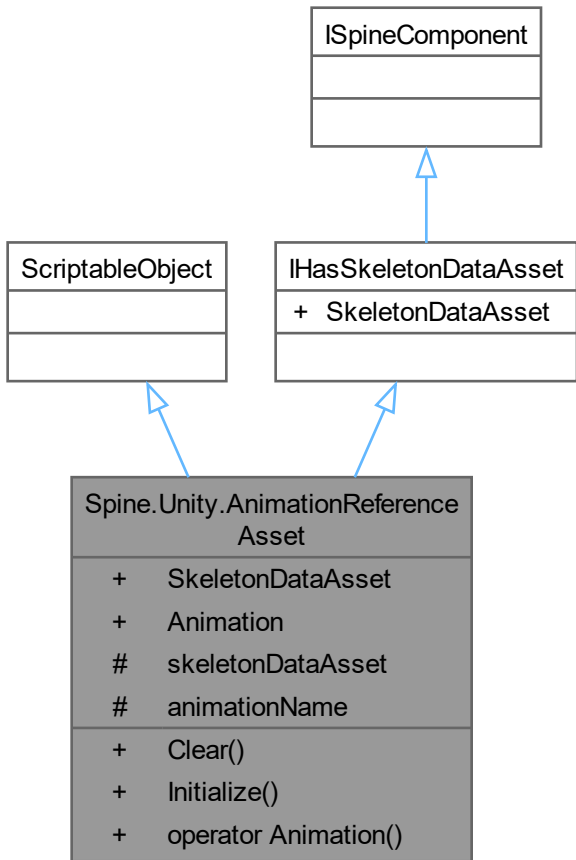 ISpineComponent
ScriptableObject
IHasSkeletonDataAsset
+ SkeletonDataAsset
Spine.Unity.AnimationReference
Asset
+ SkeletonDataAsset
+ Animation
# skeletonDataAsset
# animationName
+ Clear()
+ Initialize()
+ operator Animation()